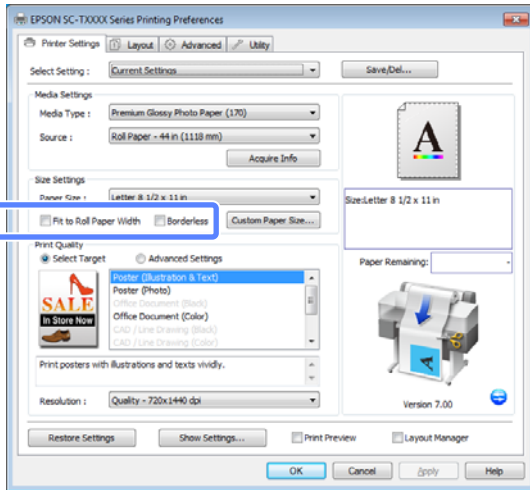 EPSON SC-TXXXX Series Printing Preferences
Printer Settings Layout Advanced Utility
Select Setting : Current Settings Save/Del...
Media Settings
Media Type : Premium Glossy Photo Paper (170)
Source : Roll Paper - 44 in (1118 mm)
Acquire Info
A
Size Settings
Paper Size : Letter 8 1/2 x 11 in
Size:Letter 8 1/2 x 11 in
Fit to Roll Paper Width Borderless Custom Paper Size...
Print Quality
Select Target Advanced Settings
Paper Remaining: -
SALE
In Store Now
Poster (Illustration & Text)
Poster (Photo)
Office Document (Black)
Office Document (Color)
CAD / Line Drawing (Black)
CAD / Line Drawing (Color)
A
Print posters with illustrations and texts vividly.
Resolution : Quality - 720x1440 dpi
Version 7.00
Restore Settings Show Settings... Print Preview Layout Manager
OK Cancel Apply Help